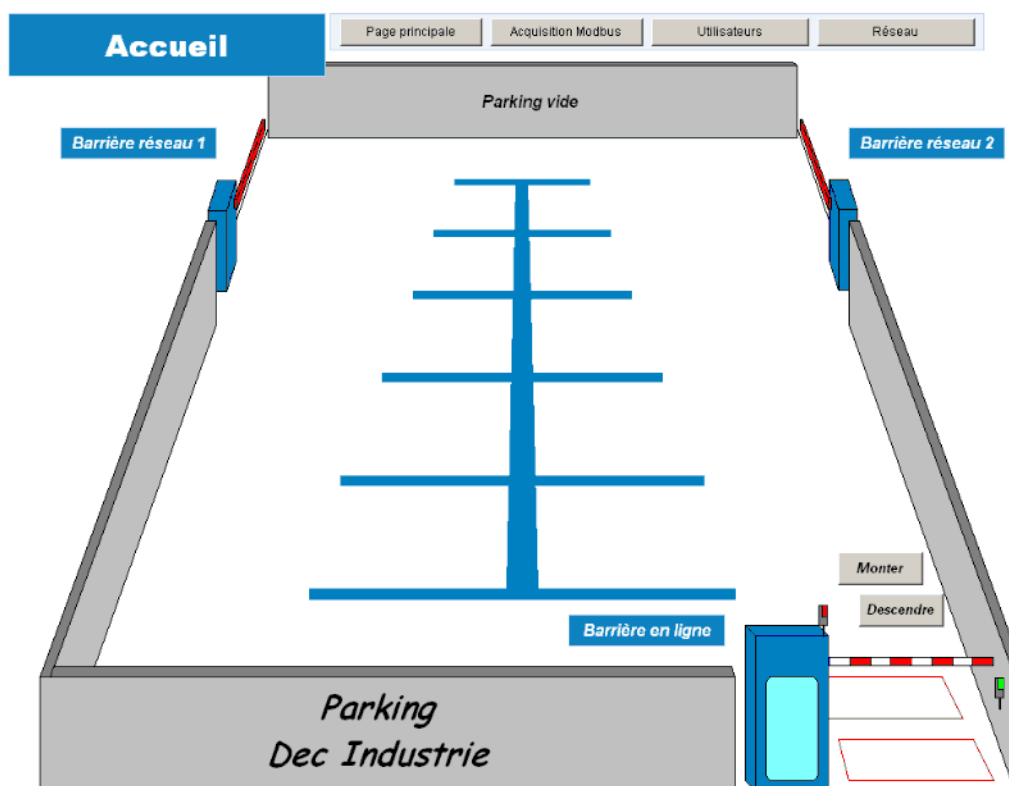 Accueil
Page principale
Acquisition Modbus
Utilisateurs
Réseau
Parking vide
Barrière réseau 1
Barrière réseau 2
Monter
Descendre
Barrière en ligne
Parking
Dec Industrie